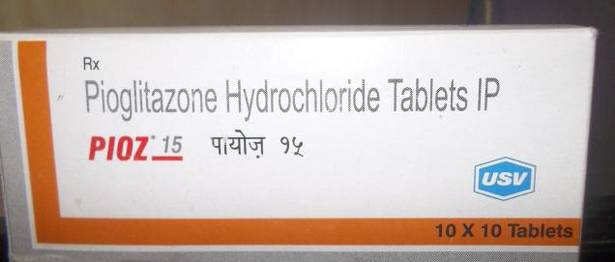 Rx
Pioglitazone Hydrochloride Tablets IP
PIOZ 15 पायोज़ १५
USV
10 X 10 Tablets